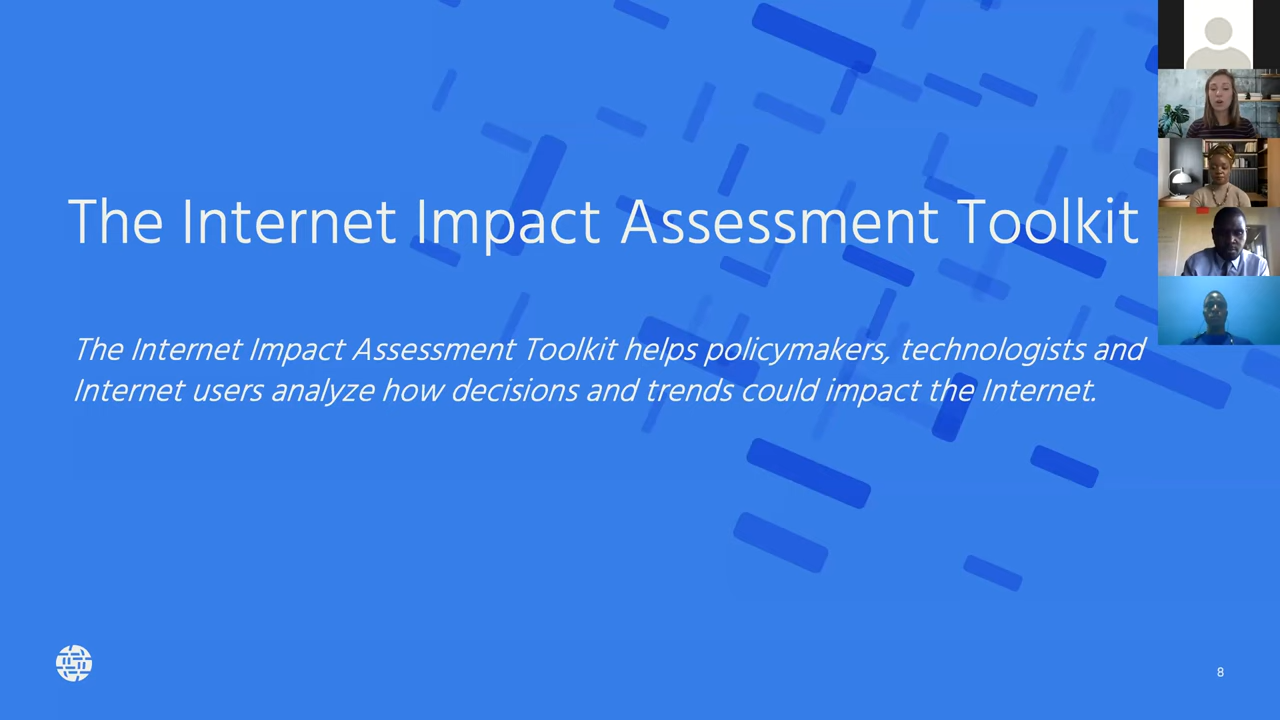 The Internet Impact Assessment Toolkit
The Internet Impact Assessment Toolkit helps policymakers, technologists and
Internet users analyze how decisions and trends could impact the Internet.
8